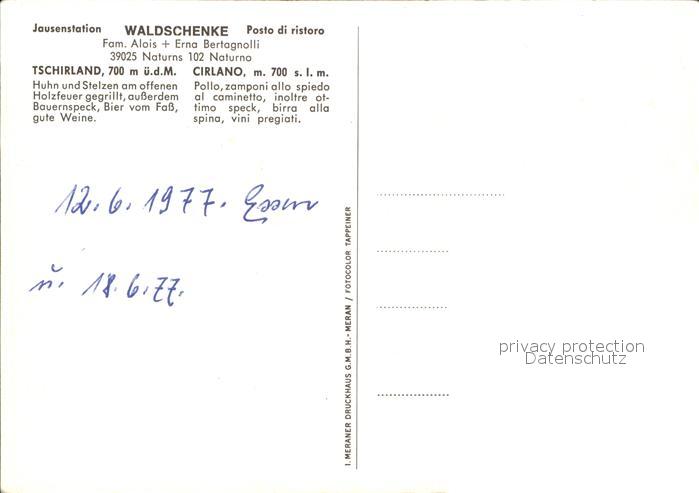 Jausenstation WALDSCHENKE Posto di ristoro
Fam. Alois + Erna Bertagnolli
39025 Naturns 102 Naturno
TSCHIRLAND, 700 m ü.d.M.
Huhn und Stelzen am offenen
Holzfeuer gegrillt, außerdem
Bauernspeck, Bier vom Faß,
gute Weine.
CIRLANO, m. 700 s. l. m.
Pollo, zamponi allo spiedo
al caminetto, inoltre ot-
timo speck, birra alla
spina, vini pregiati.
12.6.1977. Essen
u. 18.6.77.
I. MERANER DRUCKHAUS G.M.B.H. - MERAN / FOTOCOLOR TAPPEINER
privacy protection
Datenschutz